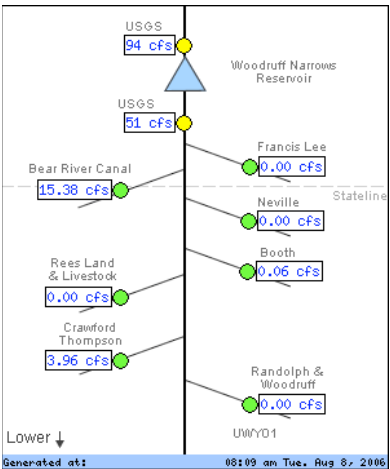 USGS
94 cfs
Woodruff Narrows
Reservoir
USGS
51 cfs
Francis Lee
0.00 cfs
Bear River Canal
15.38 cfs
Stateline
Neville
0.00 cfs
Booth
0.06 cfs
Rees Land
& Livestock
0.00 cfs
Crawford
Thompson
3.96 cfs
Randolph &
Woodruff
0.00 cfs
UWY01
Lower ↓
Generated at: 08:09 am Tue. Aug 8, 2006